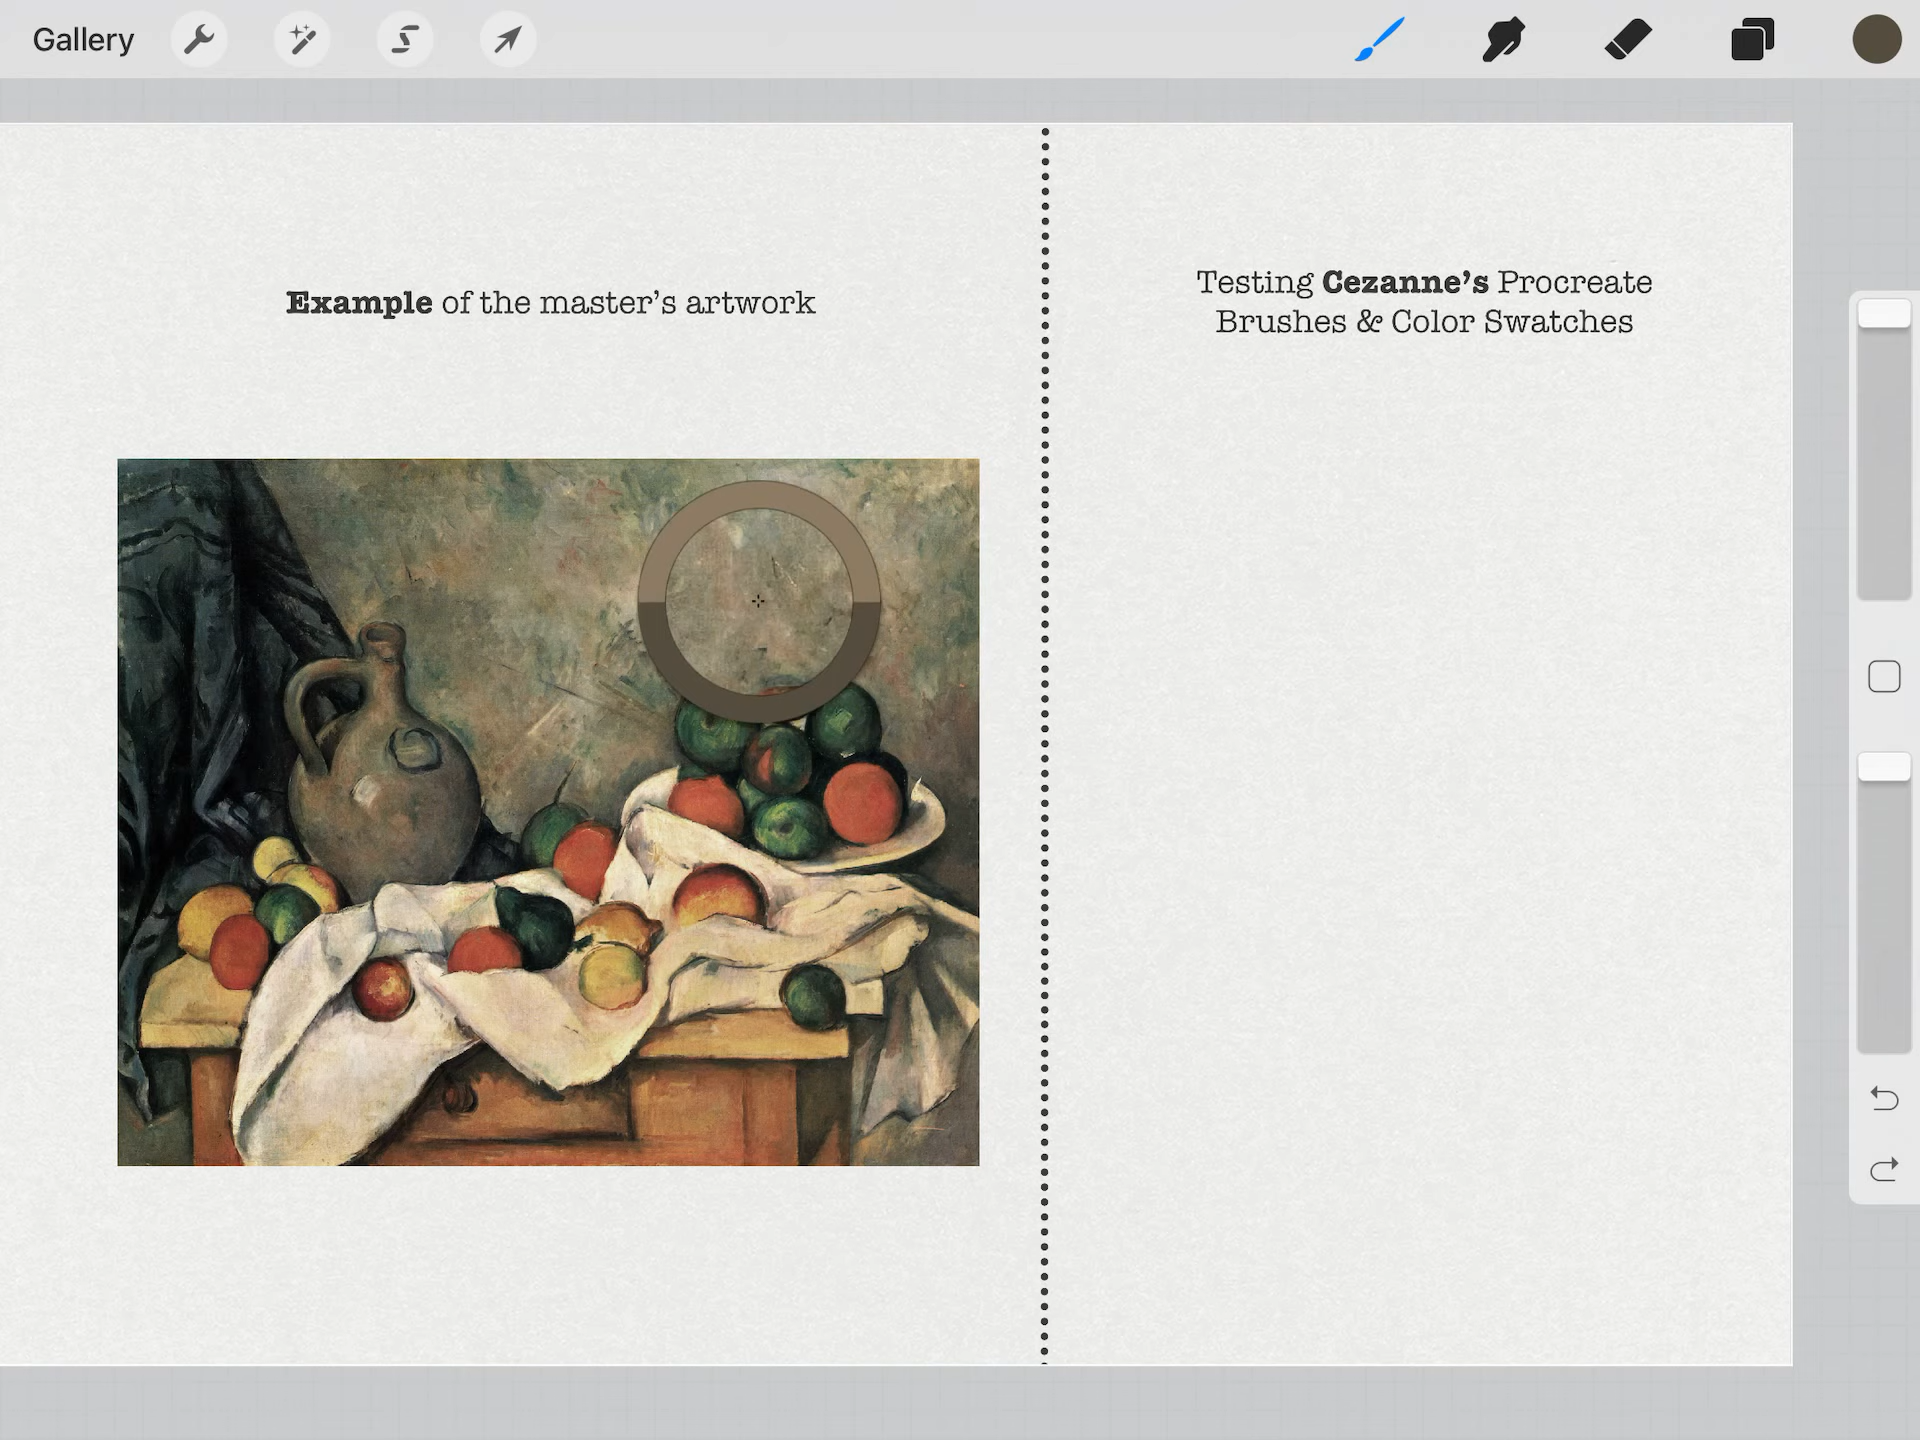 Gallery
Example of the master's artwork
Testing Cezanne's Procreate
Brushes & Color Swatches